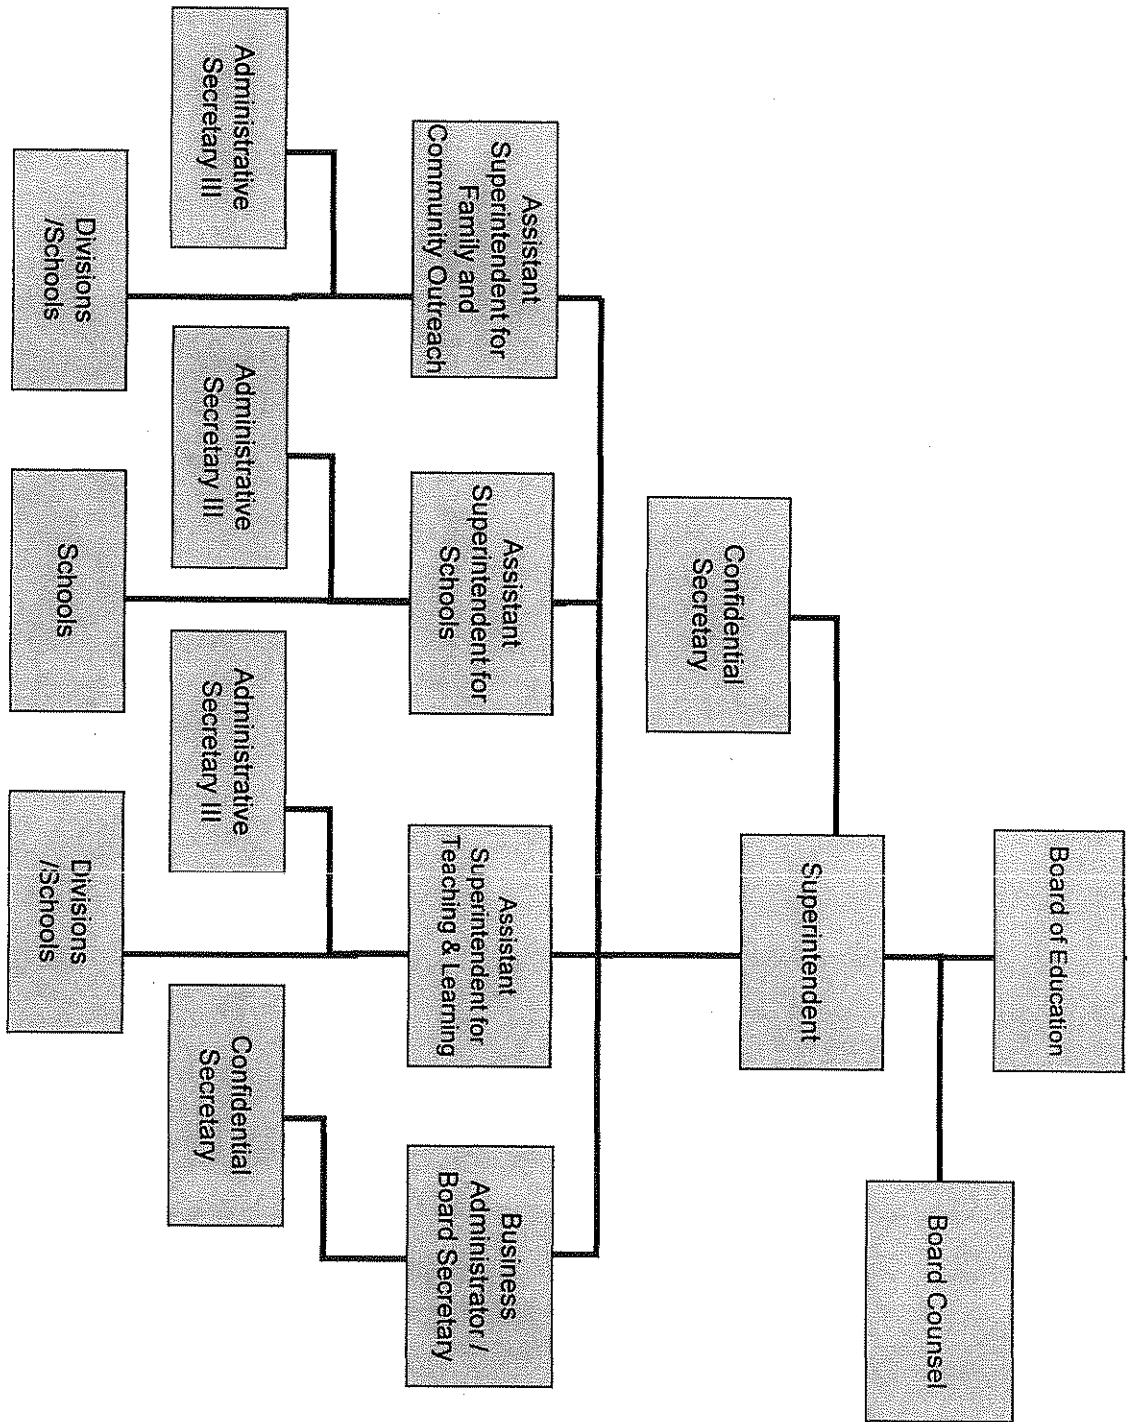 Board of Education
Board Counsel
Superintendent
Confidential
Secretary
Assistant
Superintendent for
Family and
Community Outreach
Assistant
Superintendent for
Schools
Assistant
Superintendent for
Teaching & Learning
Business
Administrator /
Board Secretary
Administrative
Secretary III
Administrative
Secretary III
Administrative
Secretary III
Confidential
Secretary
Divisions
/Schools
Schools
Divisions
/Schools